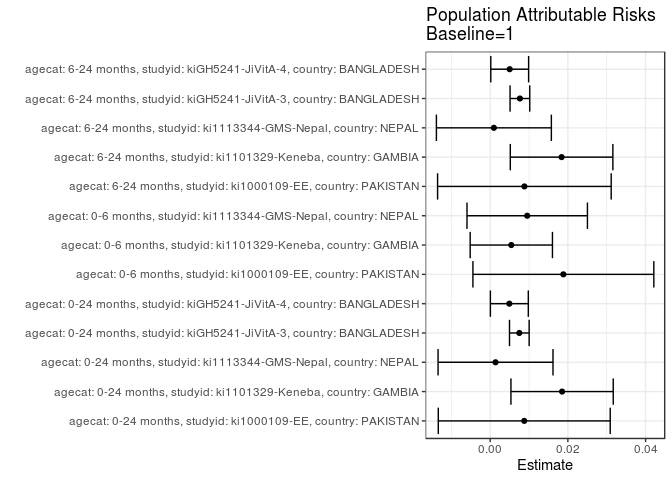 Population Attributable Risks
Baseline=1
agecat: 6-24 months, studyid: kiGH5241-JiVitA-4, country: BANGLADESH
agecat: 6-24 months, studyid: kiGH5241-JiVitA-3, country: BANGLADESH
agecat: 6-24 months, studyid: ki1113344-GMS-Nepal, country: NEPAL
agecat: 6-24 months, studyid: ki1101329-Keneba, country: GAMBIA
agecat: 6-24 months, studyid: ki1000109-EE, country: PAKISTAN
agecat: 0-6 months, studyid: ki1113344-GMS-Nepal, country: NEPAL
agecat: 0-6 months, studyid: ki1101329-Keneba, country: GAMBIA
agecat: 0-6 months, studyid: ki1000109-EE, country: PAKISTAN
agecat: 0-24 months, studyid: kiGH5241-JiVitA-4, country: BANGLADESH
agecat: 0-24 months, studyid: kiGH5241-JiVitA-3, country: BANGLADESH
agecat: 0-24 months, studyid: ki1113344-GMS-Nepal, country: NEPAL
agecat: 0-24 months, studyid: ki1101329-Keneba, country: GAMBIA
agecat: 0-24 months, studyid: ki1000109-EE, country: PAKISTAN
0.00 0.02 0.04
Estimate